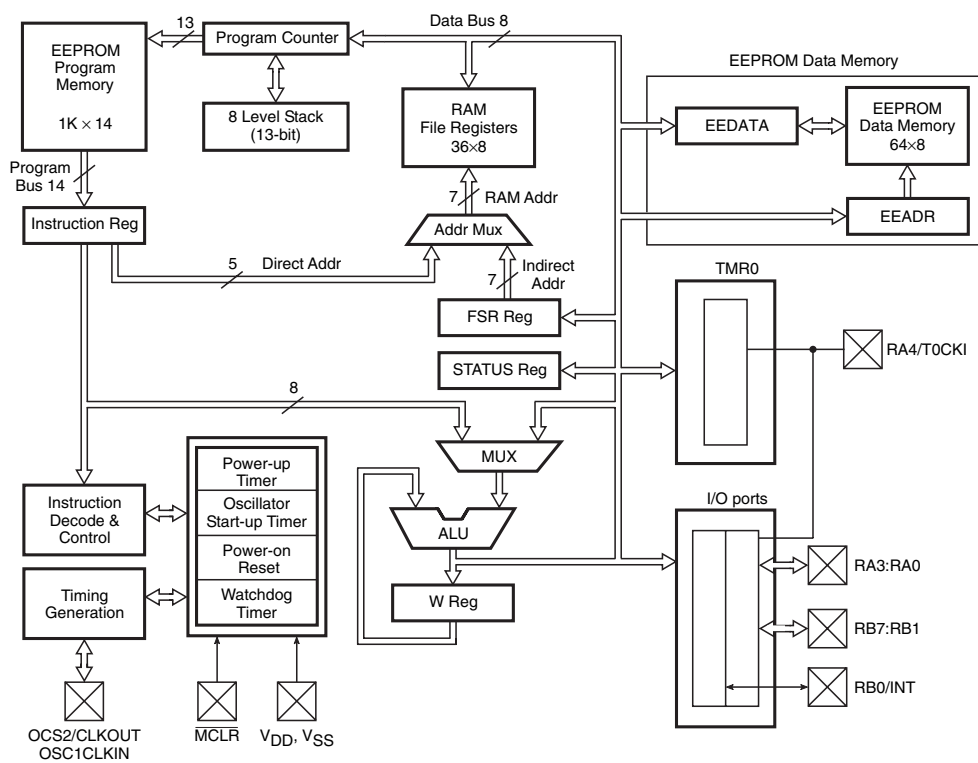 Data Bus 8
13
EEPROM
Program
Memory
1K × 14
Program Counter
8 Level Stack
(13-bit)
RAM
File Registers
36×8
EEPROM Data Memory
EEDATA
EEPROM
Data Memory
64×8
EEADR
Program
Bus 14
Instruction Reg
7
RAM Addr
Addr Mux
5
Direct Addr
7
Indirect
Addr
FSR Reg
STATUS Reg
TMR0
RA4/T0CKI
8
MUX
ALU
W Reg
Instruction
Decode &
Control
Timing
Generation
Power-up
Timer
Oscillator
Start-up Timer
Power-on
Reset
Watchdog
Timer
I/O ports
RA3:RA0
RB7:RB1
RB0/INT
OCS2/CLKOUT
OSC1CLKIN
MCLR
VDD, VSS